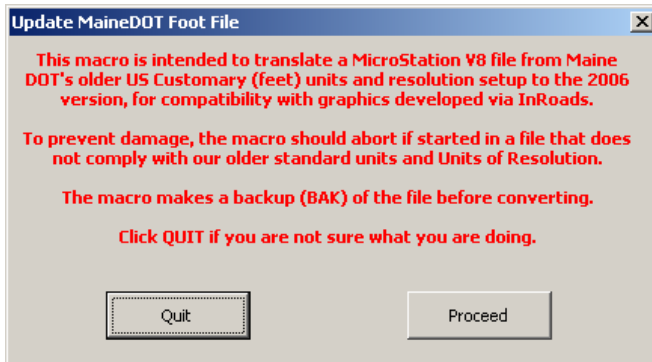 Update MaineDOT Foot File
This macro is intended to translate a MicroStation V8 file from Maine
DOT's older US Customary (feet) units and resolution setup to the 2006
version, for compatibility with graphics developed via InRoads.
To prevent damage, the macro should abort if started in a file that does
not comply with our older standard units and Units of Resolution.
The macro makes a backup (BAK) of the file before converting.
Click QUIT if you are not sure what you are doing.
Quit Proceed